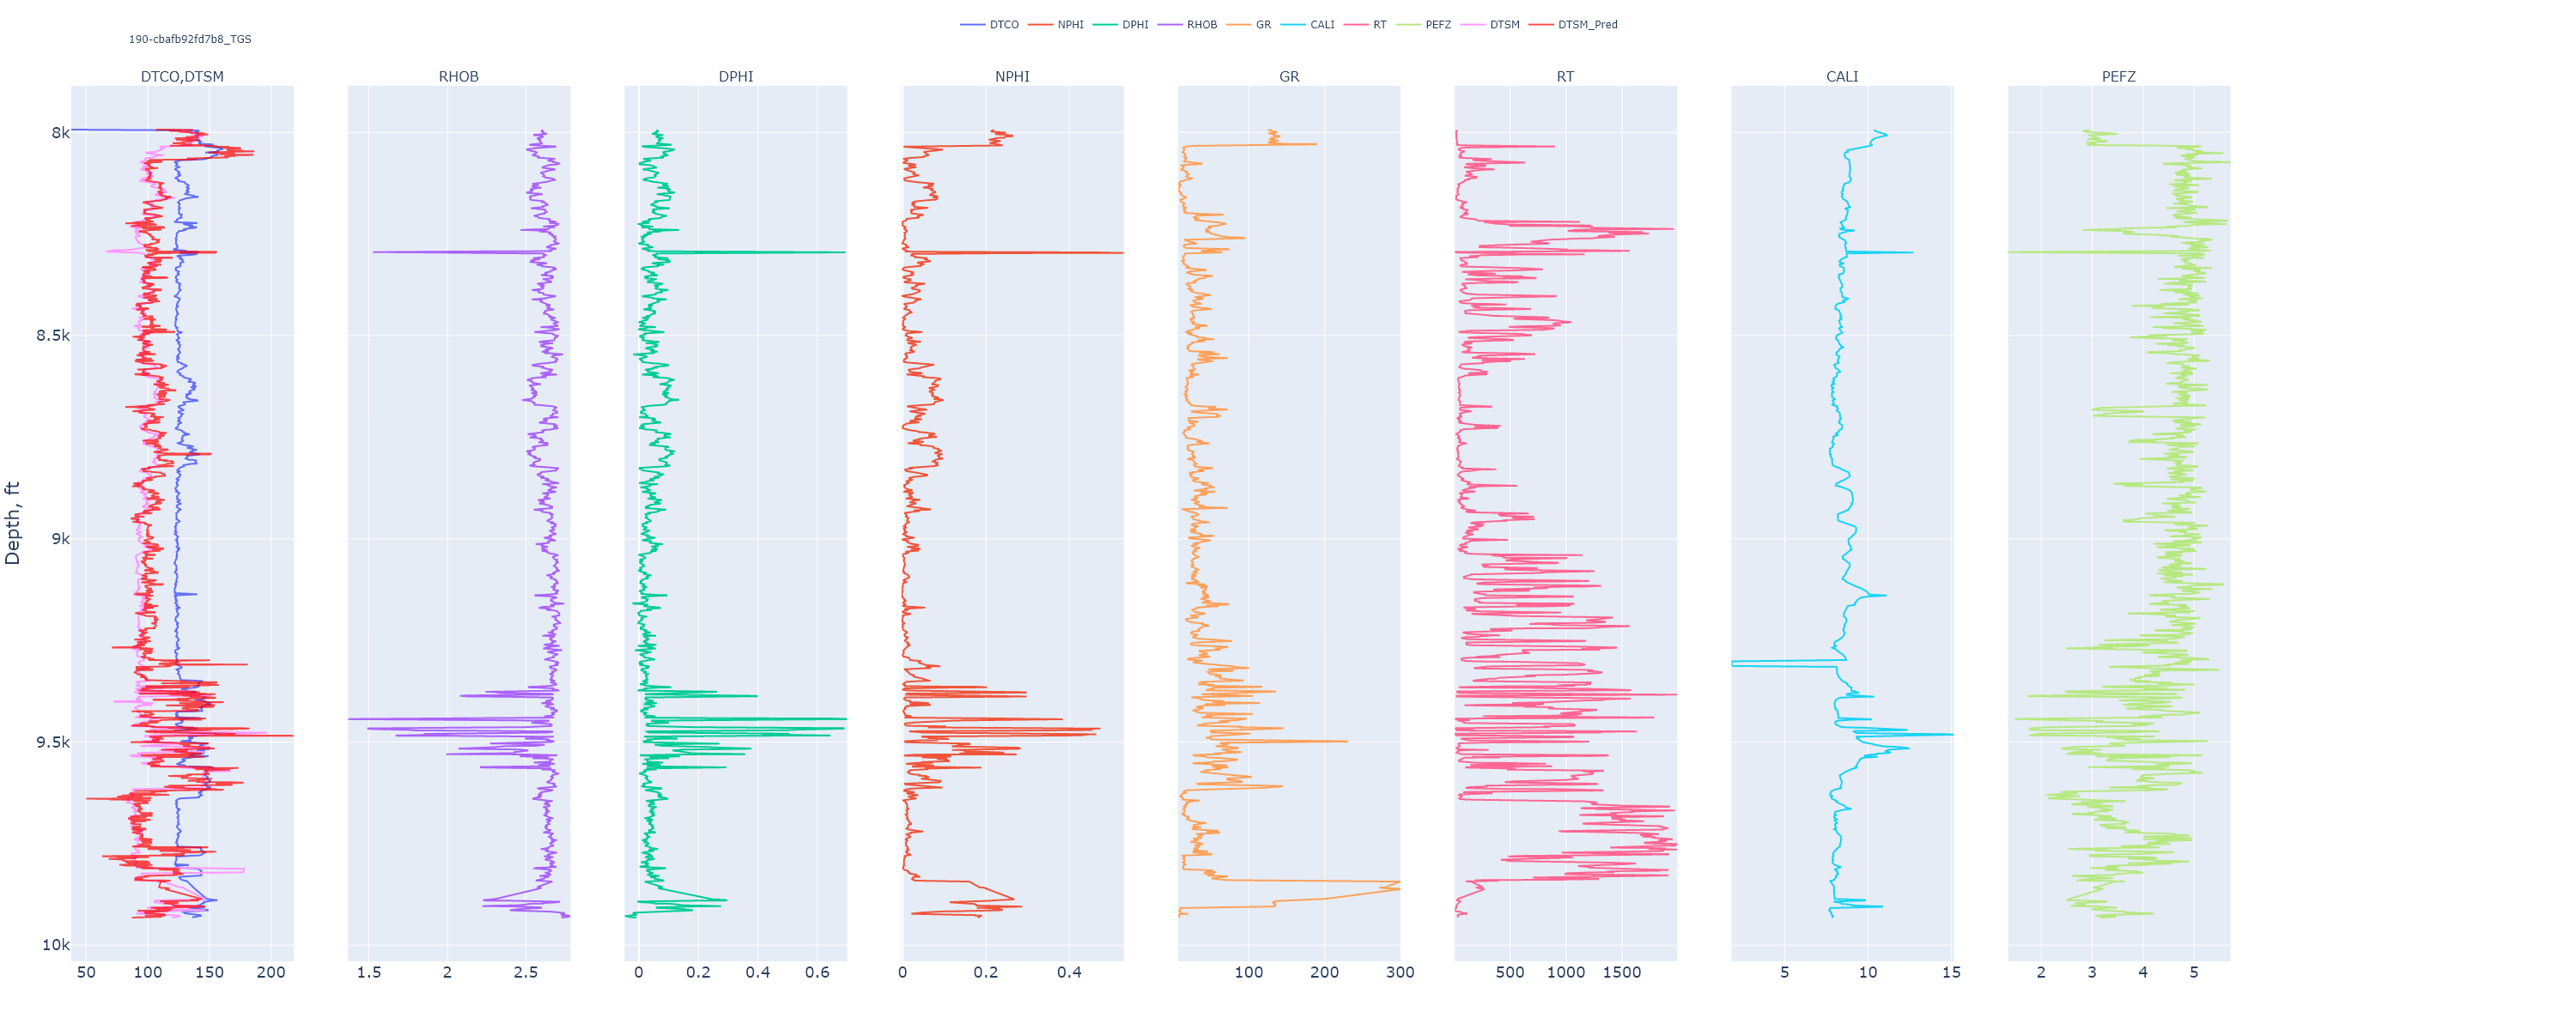 DTCO NPHI DPHI RHOB GR CALI RT PEFZ DTSM DTSM_Pred
190-cbafb92fd7b8_TGS
DTCO,DTSM RHOB DPHI NPHI GR RT CALI PEFZ
8k
8.5k
9k
9.5k
10k
Depth, ft
50 100 150 200 1.5 2 2.5 0 0.2 0.4 0.6 0 0.2 0.4 100 200 300 500 1000 1500 5 10 15 2 3 4 5